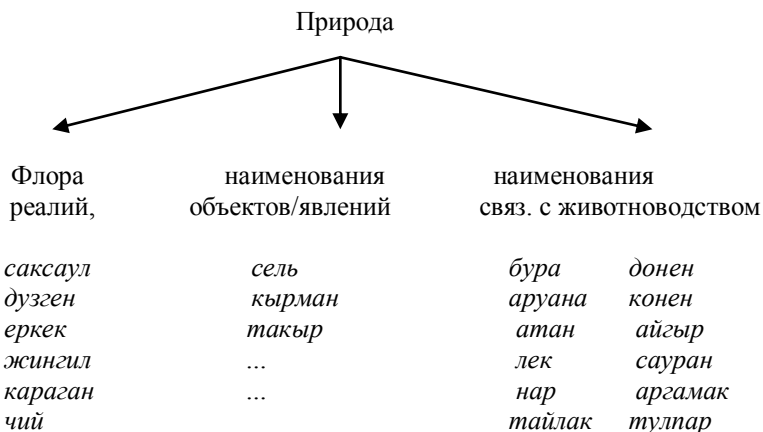 Природа
Флора наименования наименования
реалий, объектов/явлений связ. с животноводством
саксаул сель бура донен
дузген кырман аруана конен
еркек такыр атан айгыр
жингил ... лек сауран
караган ... нар аргамак
чий тайлак тулпар